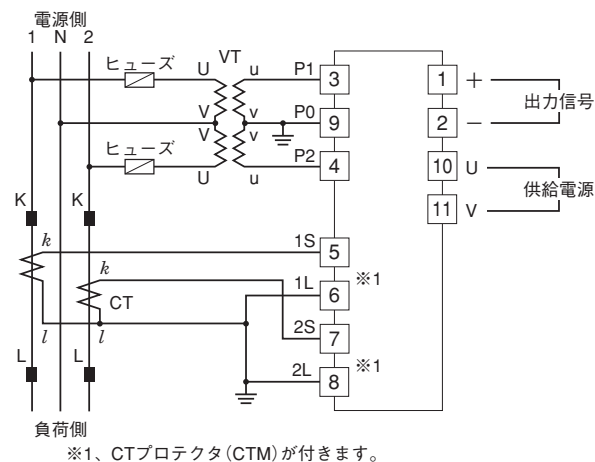 電源側
1 N 2
ヒューズ U VT u P1 3 1 +
出力信号
V v P0 9 2 −
V v
ヒューズ P2 4 10 U
U u
供給電源
11 V
K K
k 1S 5
※1
k 1L 6
CT
l l 2S 7
※1
L L 2L 8
負荷側
※1、CTプロテクタ(CTM)が付きます。